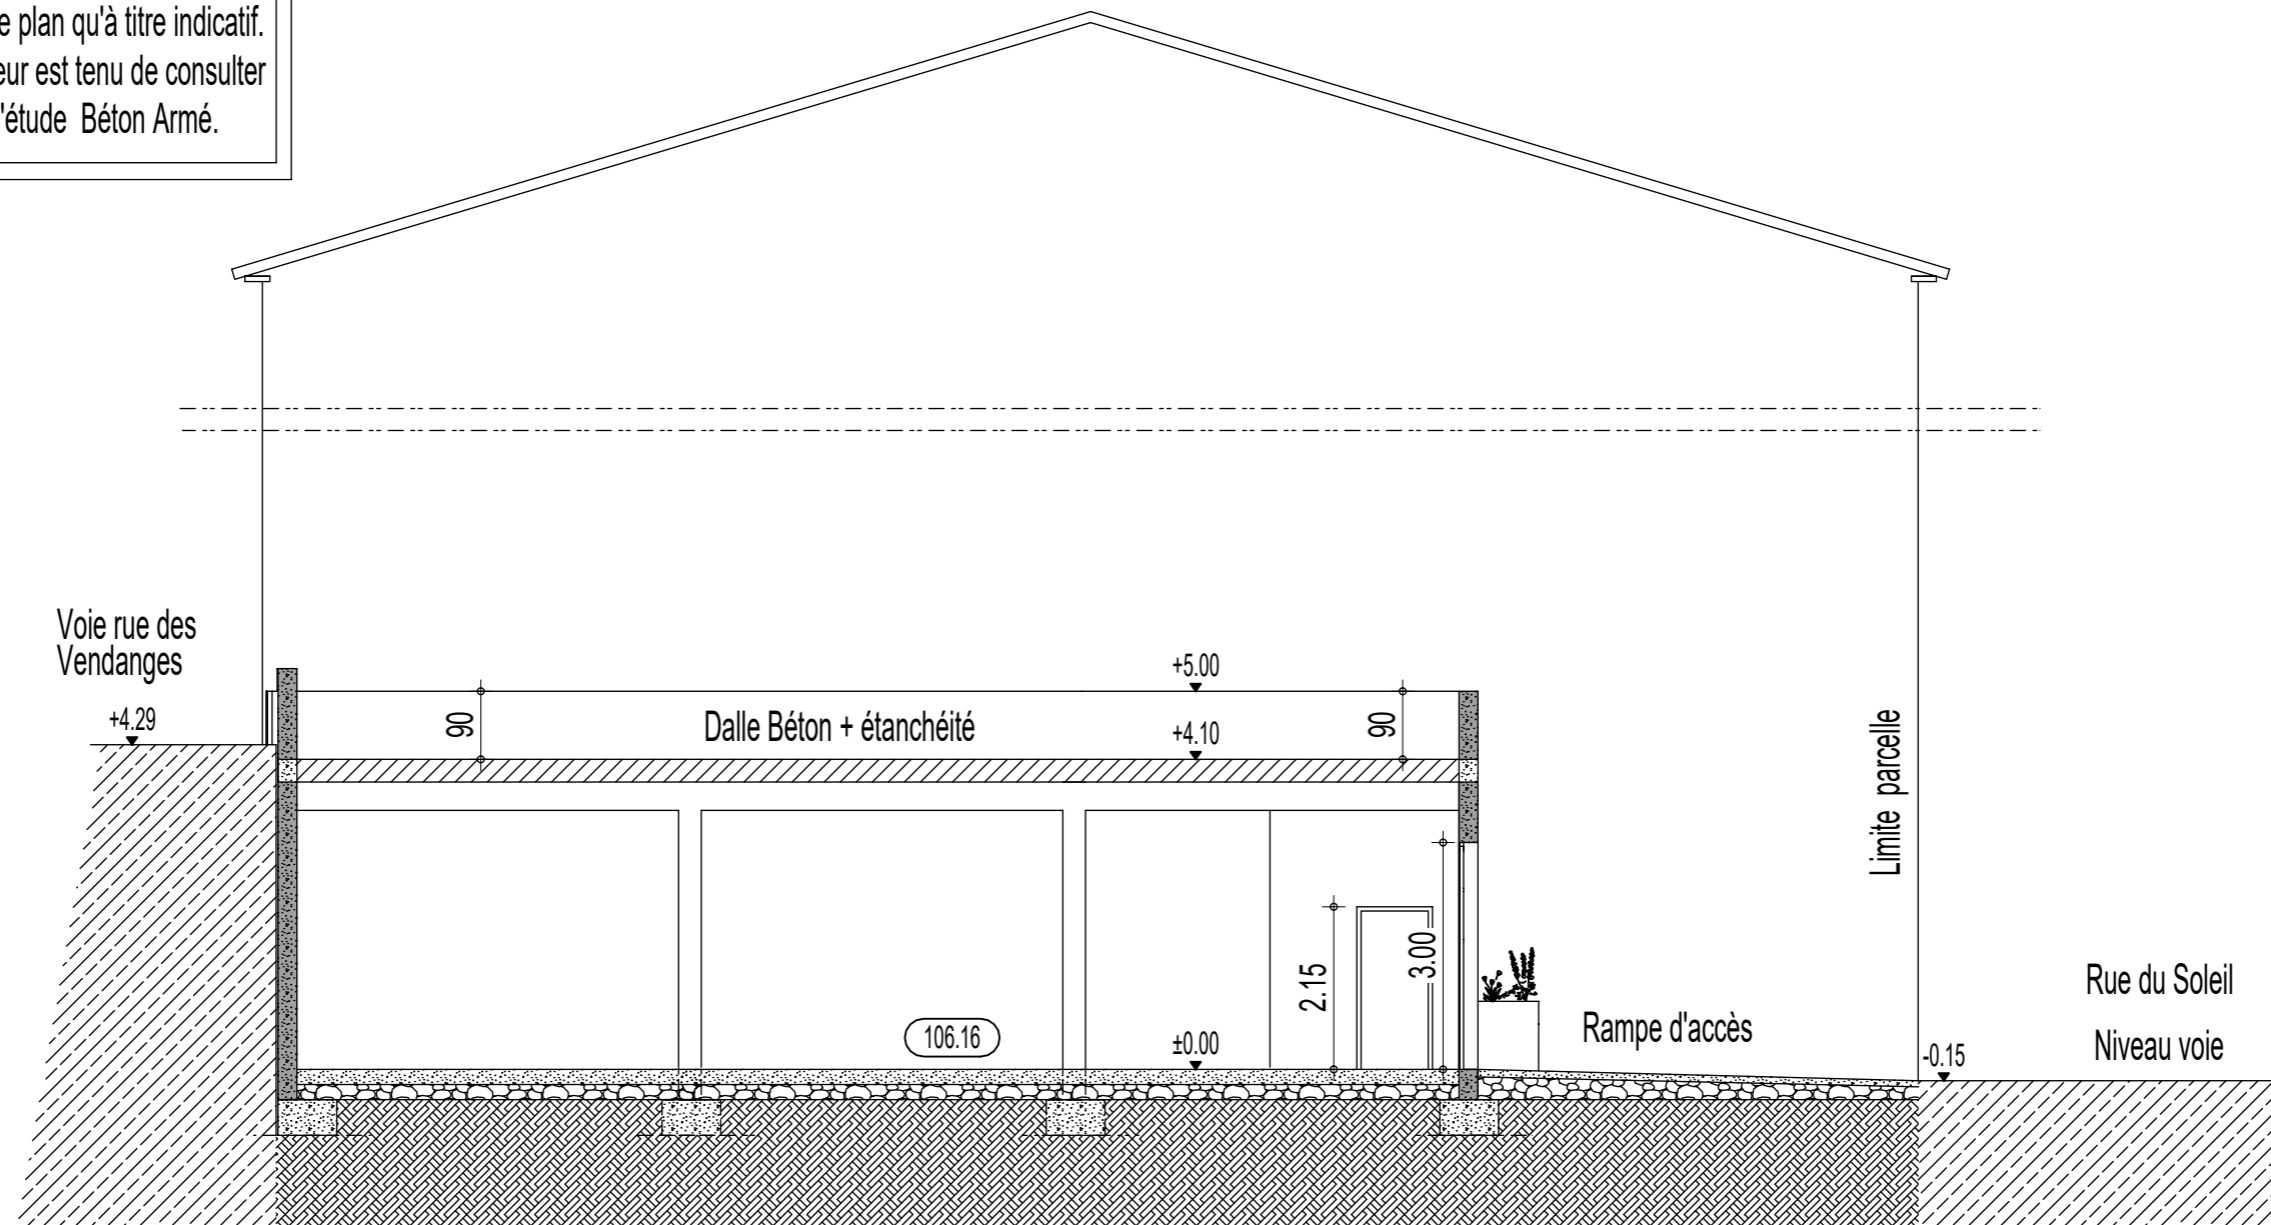 e plan qu'à titre indicatif.
eur est tenu de consulter
l'étude Béton Armé.
Voie rue des
Vendanges
+4.29
90
Dalle Béton + étanchéité
+5.00
+4.10
90
Limite parcelle
2.15
3.00
106.16
±0.00
Rampe d'accès
-0.15
Rue du Soleil
Niveau voie